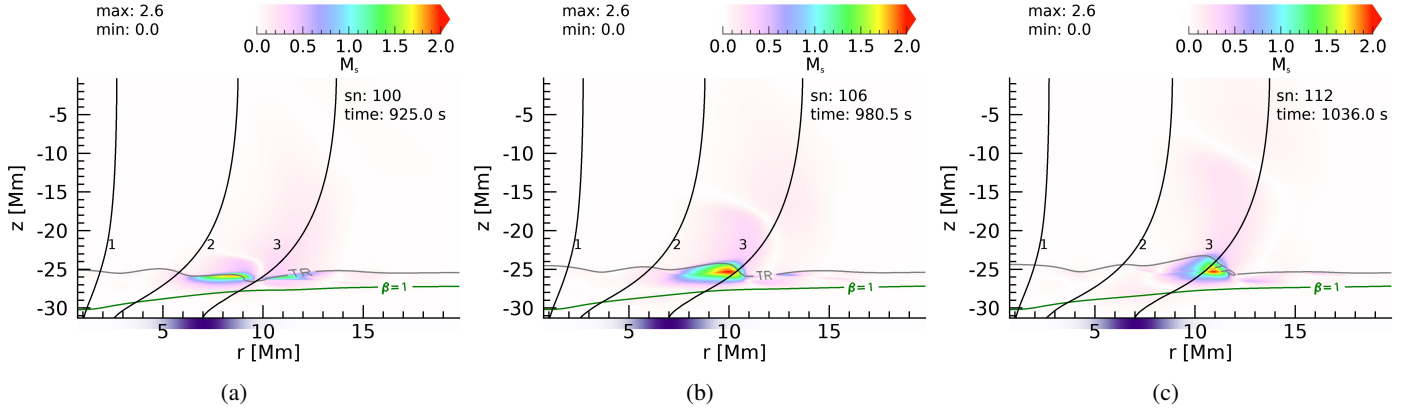 max: 2.6
min: 0.0
0.0 0.5 1.0 1.5 2.0
Ms
sn: 100
time: 925.0 s
-5
-10
-15
-20
-25
-30
z [Mm]
1 2 3
TR
β=1
5 10 15
r [Mm]
(a)
max: 2.6
min: 0.0
0.0 0.5 1.0 1.5 2.0
Ms
sn: 106
time: 980.5 s
-5
-10
-15
-20
-25
-30
z [Mm]
1 2 3
TR
β=1
5 10 15
r [Mm]
(b)
max: 2.6
min: 0.0
0.0 0.5 1.0 1.5 2.0
Ms
sn: 112
time: 1036.0 s
-5
-10
-15
-20
-25
-30
z [Mm]
1 2 3
β=1
5 10 15
r [Mm]
(c)